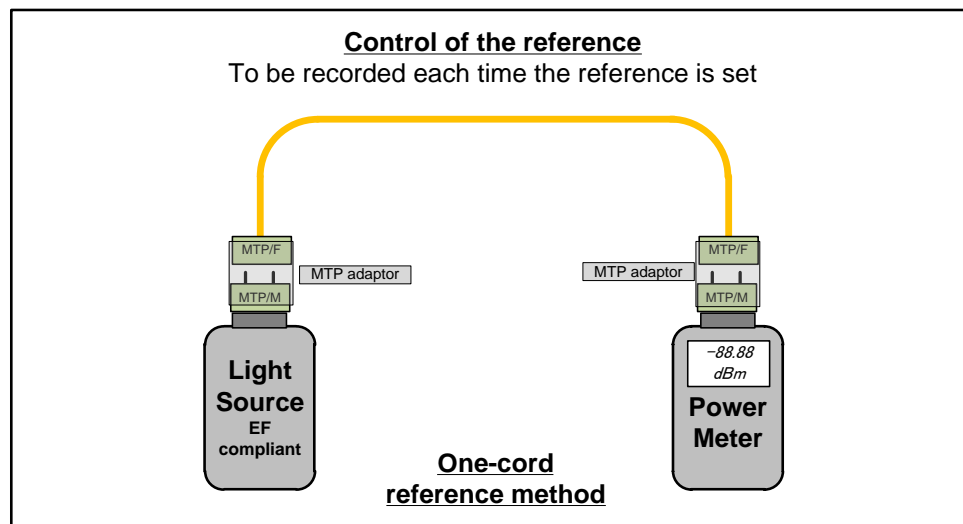 Control of the reference
To be recorded each time the reference is set
MTP/F
MTP adaptor
MTP/M
MTP/F
MTP adaptor
MTP/M
Light
Source
EF
compliant
−88.88
dBm
Power
Meter
One-cord
reference method